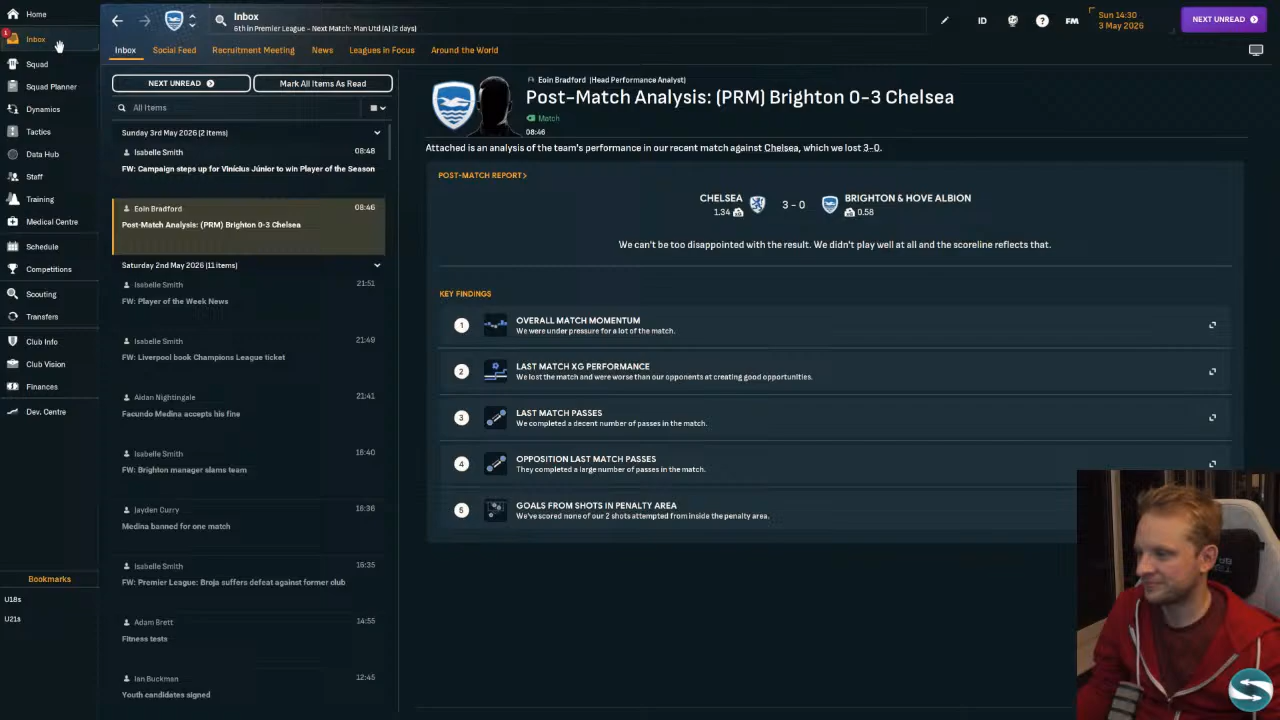 Home
1
Inbox
Squad
Squad Planner
Dynamics
Tactics
Data Hub
Staff
Training
Medical Centre
Schedule
Competitions
Scouting
Transfers
Club Info
Club Vision
Finances
Dev. Centre
Bookmarks
U18s
U21s
Inbox
6th in Premier League - Next Match: Man Utd (A) (2 days)
ID
?
FM
Sun 14:30
3 May 2026
NEXT UNREAD
Inbox Social Feed Recruitment Meeting News Leagues in Focus Around the World
NEXT UNREAD
Mark All Items As Read
All Items
Sunday 3rd May 2026 (2 items)
Isabelle Smith 08:48
FW: Campaign steps up for Vinícius Júnior to win Player of the Season
Eoin Bradford 08:46
Post-Match Analysis: (PRM) Brighton 0-3 Chelsea
Saturday 2nd May 2026 (11 items)
Isabelle Smith 21:51
FW: Player of the Week News
Isabelle Smith 21:49
FW: Liverpool book Champions League ticket
Aidan Nightingale 21:41
Facundo Medina accepts his fine
Isabelle Smith 16:40
FW: Brighton manager slams team
Jayden Curry 16:36
Medina banned for one match
Isabelle Smith 16:35
FW: Premier League: Broja suffers defeat against former club
Adam Brett 14:55
Fitness tests
Ian Buckman 12:45
Youth candidates signed
Eoin Bradford (Head Performance Analyst)
Post-Match Analysis: (PRM) Brighton 0-3 Chelsea
Match
08:46
Attached is an analysis of the team's performance in our recent match against Chelsea, which we lost 3-0.
POST-MATCH REPORT>
CHELSEA 3 - 0 BRIGHTON & HOVE ALBION
1.34 0.58
We can't be too disappointed with the result. We didn't play well at all and the scoreline reflects that.
KEY FINDINGS
1 OVERALL MATCH MOMENTUM
We were under pressure for a lot of the match.
2 LAST MATCH XG PERFORMANCE
We lost the match and were worse than our opponents at creating good opportunities.
3 LAST MATCH PASSES
We completed a decent number of passes in the match.
4 OPPOSITION LAST MATCH PASSES
They completed a large number of passes in the match.
5 GOALS FROM SHOTS IN PENALTY AREA
We've scored none of our 2 shots attempted from inside the penalty area.